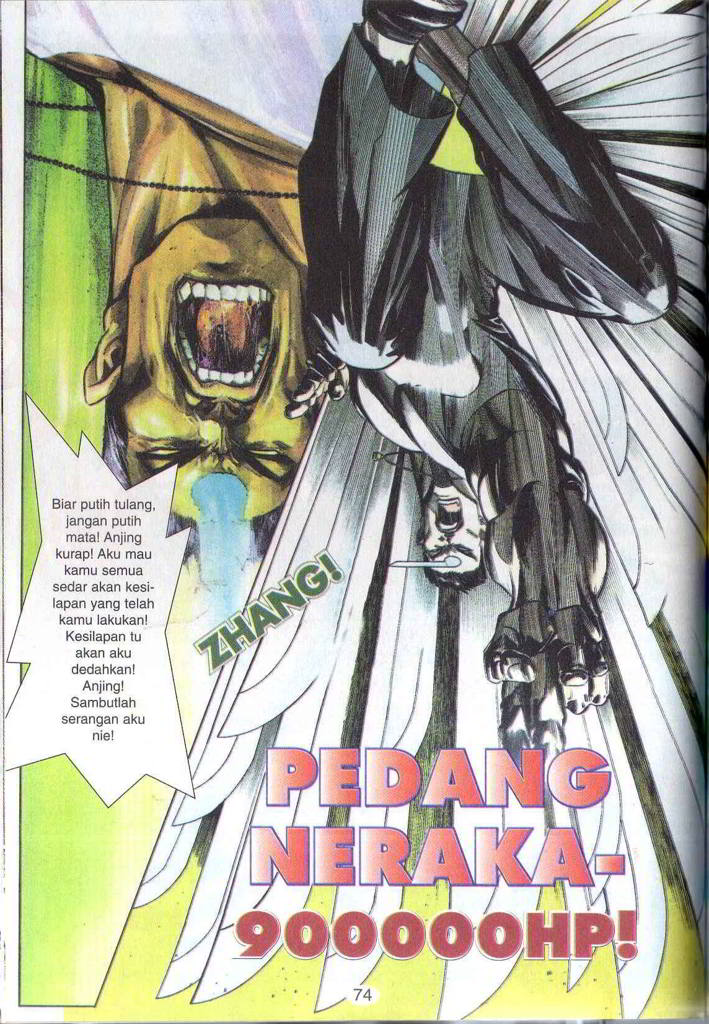 Biar putih tulang,
jangan putih
mata! Anjing
kurap! Aku mau
kamu semua
sedar akan kesi-
lapan yang telah
kamu lakukan!
Kesilapan tu
akan aku
dedahkan!
Anjing!
Sambutlah
serangan aku
nie!
ZHANG!
PEDANG
NERAKA-
900000HP!
74